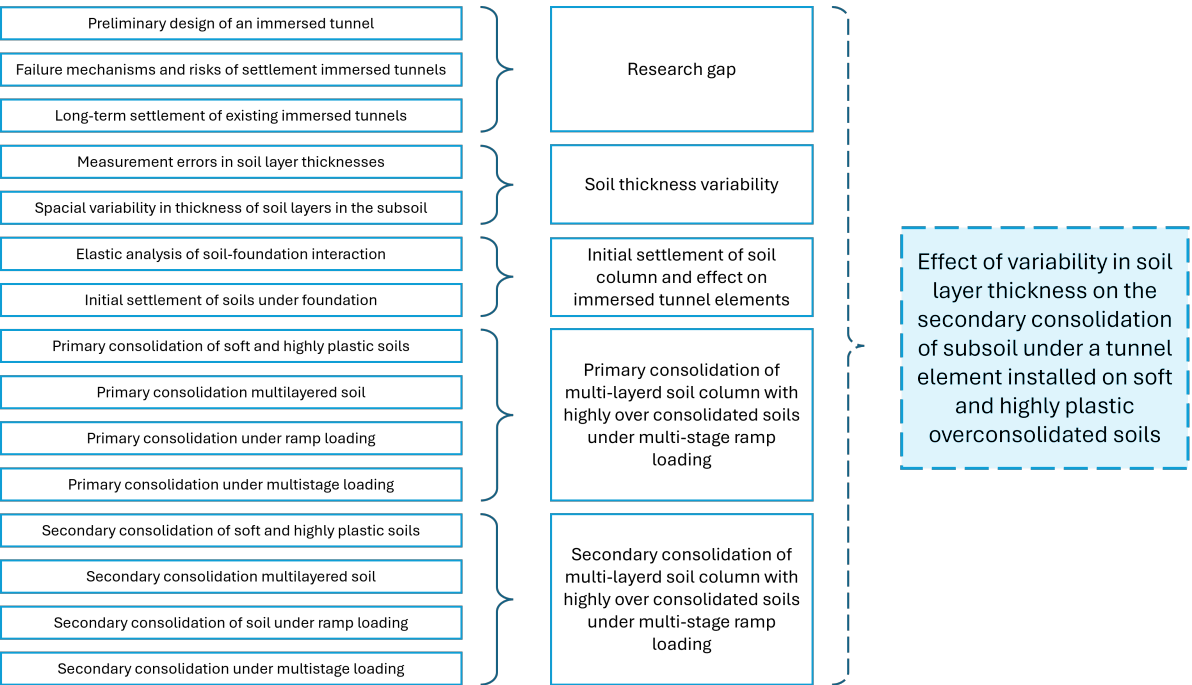 Preliminary design of an immersed tunnel
Failure mechanisms and risks of settlement immersed tunnels
Long-term settlement of existing immersed tunnels
Research gap
Measurement errors in soil layer thicknesses
Spacial variability in thickness of soil layers in the subsoil
Soil thickness variability
Elastic analysis of soil-foundation interaction
Initial settlement of soils under foundation
Initial settlement of soil
column and effect on
immersed tunnel elements
Primary consolidation of soft and highly plastic soils
Primary consolidation multilayered soil
Primary consolidation under ramp loading
Primary consolidation under multistage loading
Primary consolidation of
multi-layerd soil column with
highly over consolidated soils
under multi-stage ramp
loading
Secondary consolidation of soft and highly plastic soils
Secondary consolidation multilayered soil
Secondary consolidation of soil under ramp loading
Secondary consolidation under multistage loading
Secondary consolidation of
multi-layerd soil column with
highly over consolidated soils
under multi-stage ramp
loading
Effect of variability in soil
layer thickness on the
secondary consolidation
of subsoil under a tunnel
element installed on soft
and highly plastic
overconsolidated soils